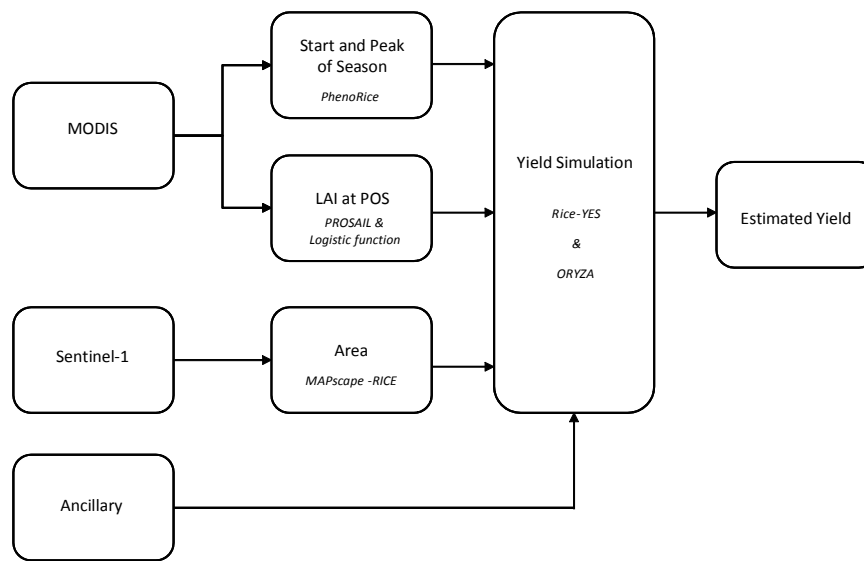 MODIS
Start and Peak
of Season
PhenoRice
LAI at POS
PROSAIL &
Logistic function
Sentinel-1
Area
MAPscape -RICE
Ancillary
Yield Simulation
Rice-YES
&
ORYZA
Estimated Yield